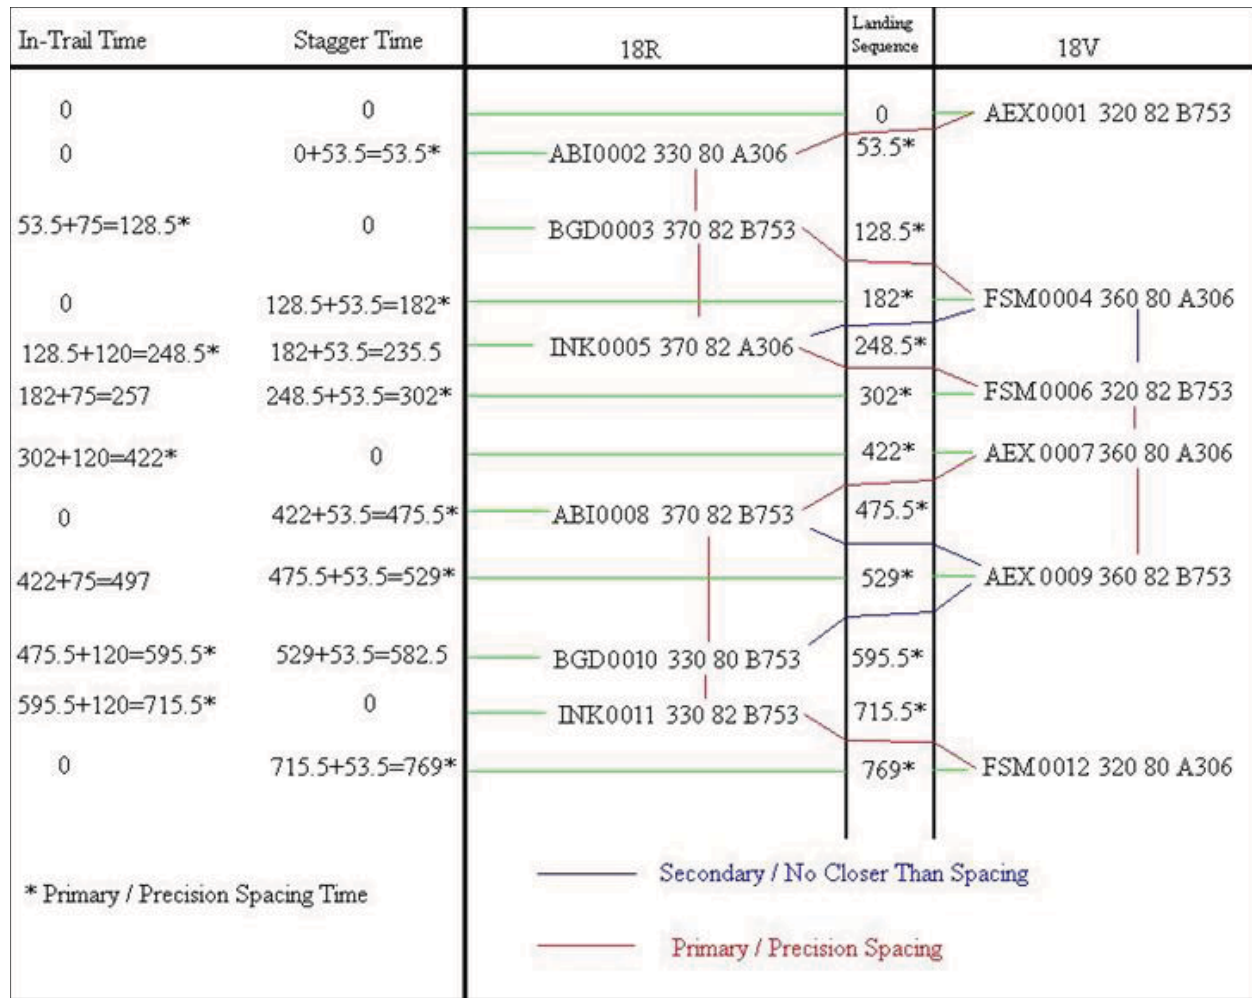 In-Trail Time Stagger Time 18R Landing Sequence 18V
0 0 0 AEX0001 320 82 B753
0 0+53.5=53.5* ABI0002 330 80 A306 53.5*
53.5+75=128.5* 0 BGD0003 370 82 B753 128.5*
0 128.5+53.5=182* 182* FSM0004 360 80 A306
128.5+120=248.5* 182+53.5=235.5 INK0005 370 82 A306 248.5*
182+75=257 248.5+53.5=302* 302* FSM0006 320 82 B753
302+120=422* 0 422* AEX0007 360 80 A306
0 422+53.5=475.5* ABI0008 370 82 B753 475.5*
422+75=497 475.5+53.5=529* 529* AEX0009 360 82 B753
475.5+120=595.5* 529+53.5=582.5 BGD0010 330 80 B753 595.5*
595.5+120=715.5* 0 INK0011 330 82 B753 715.5*
0 715.5+53.5=769* 769* FSM0012 320 80 A306
* Primary / Precision Spacing Time
Secondary / No Closer Than Spacing
Primary / Precision Spacing